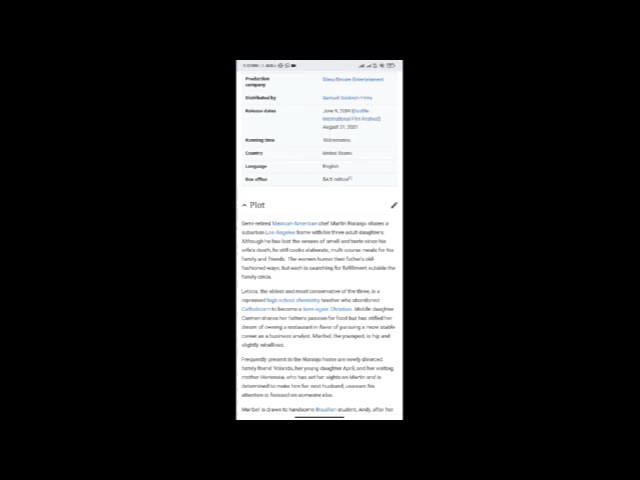 Production
company
Distributed by
Samuel Goldwyn Films
Release dates
International Film Festival)
Running time
Country
United States
Language
English
Box office
Plot
Semi-retired Mexican-American chef Martin Naranjo shares a
suburban Los Angeles home with his three adult daughters.
Although he has lost the senses of smell and taste since his
wife's death, he still cooks elaborate, multi-course meals for his
family and friends. The women humor their father's old-
fashioned ways, but each is searching for fulfillment outside the
family circle.
Leticia, the eldest and most conservative of the three, is a
repressed high school chemistry teacher who abandoned
Catholicism to become a born-again Christian. Middle daughter
Carmen shares her father's passion for food but has stifled her
dream of owning a restaurant in favor of pursuing a more stable
career as a business analyst. Maribel, the youngest, is hip and
slightly rebellious.
Frequently present in the Naranjo home are newly divorced
family friend Yolanda, her young daughter April, and her visiting
mother Hortensia, who has set her sights on Martin and is
determined to make him her next husband, unaware his
attention is focused on someone else.
Maribel is drawn to handsome Brazilian student, Andy, after her